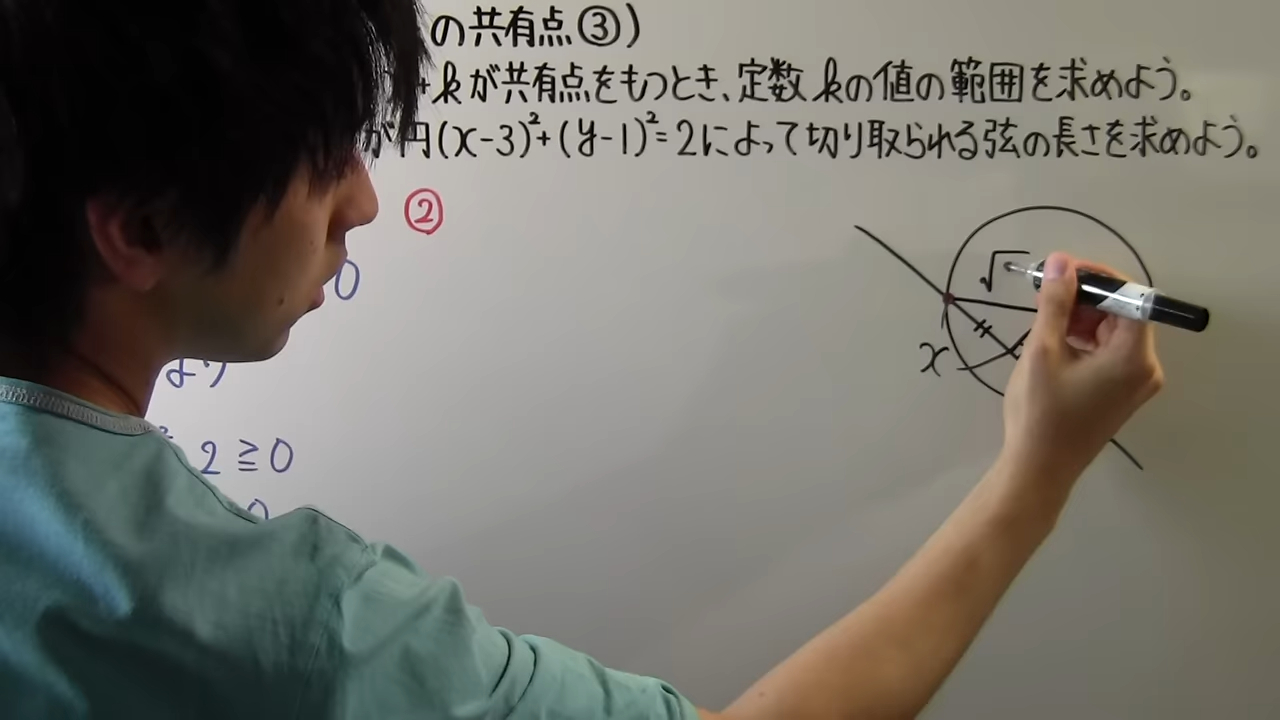 の共有点③)
+kが共有点をもつとき、定数kの値の範囲を求めよう。
が円(x-3)²+(y-1)²=2によって切り取られる弦の長さを求めよう。
②
0
より
2≧0
0
√
x